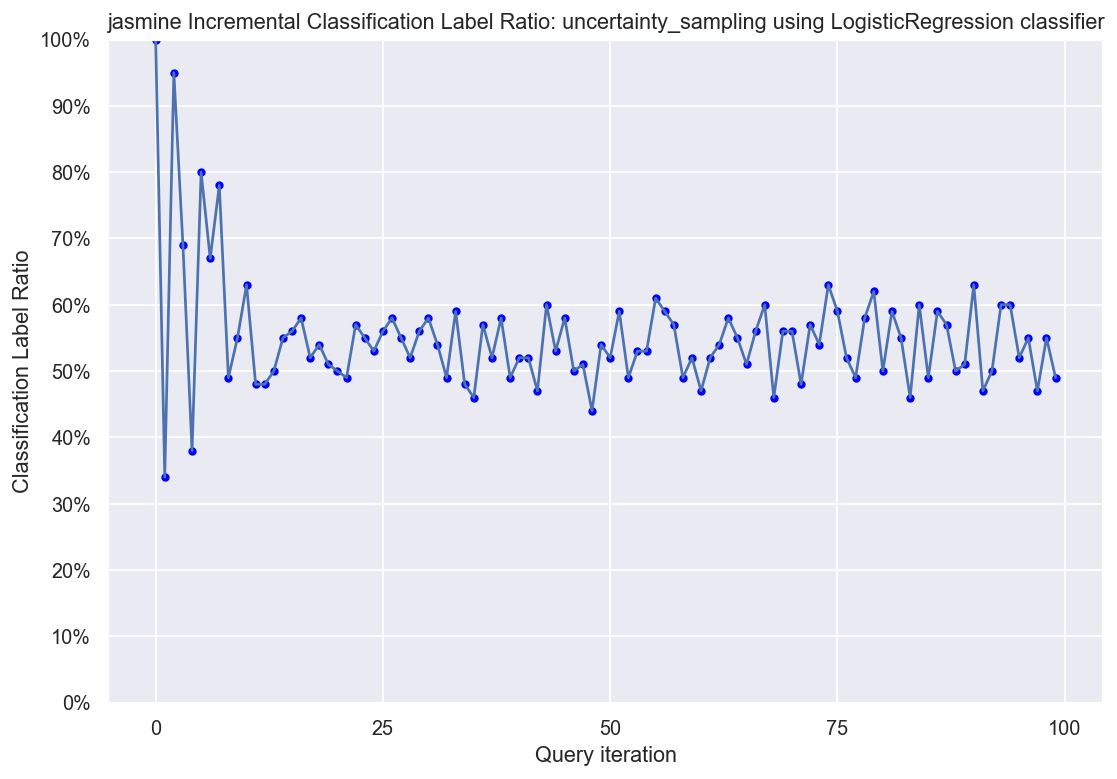 jasmine Incremental Classification Label Ratio: uncertainty_sampling using LogisticRegression classifier
100%
90%
80%
70%
60%
50%
40%
30%
20%
10%
0%
Classification Label Ratio
0 25 50 75 100
Query iteration